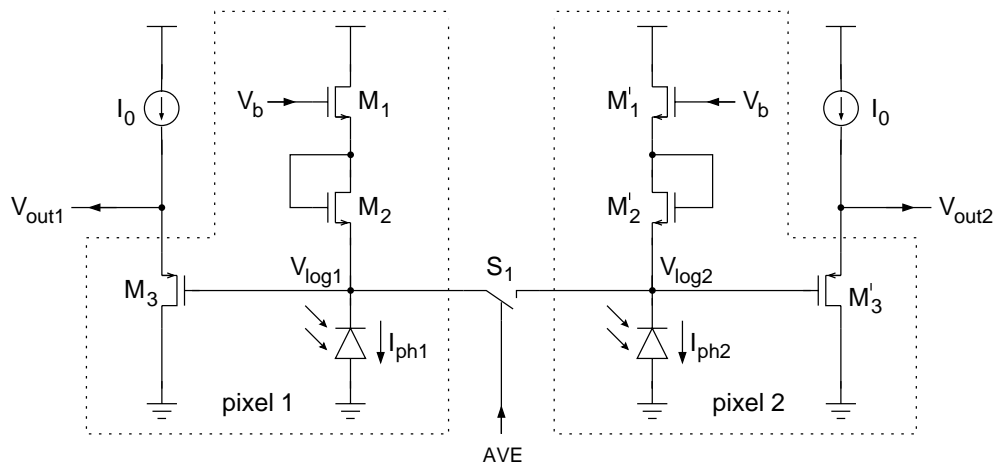 I0
Vb
M1
M'1
Vb
I0
Vout1
M2
M'2
Vout2
M3
Vlog1
S1
Vlog2
M'3
Iph1
Iph2
pixel 1
pixel 2
AVE